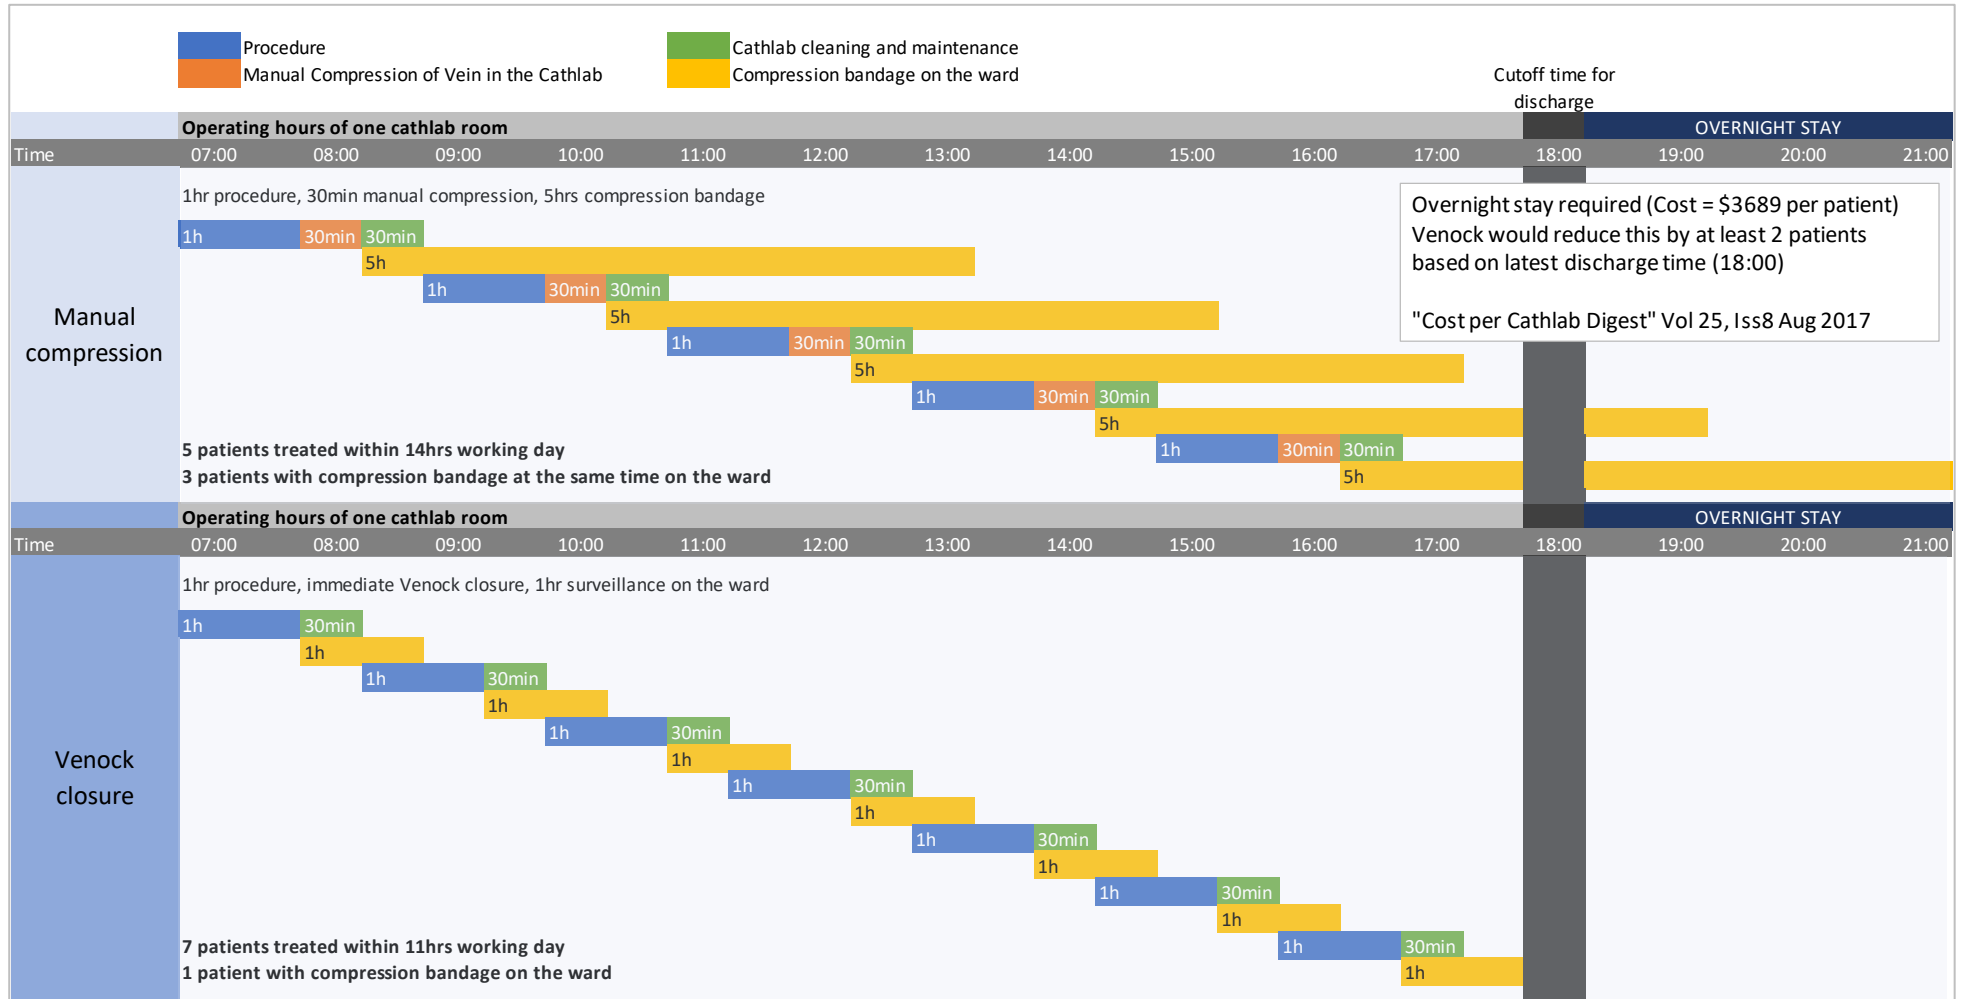 Procedure
Cathlab cleaning and maintenance
Manual Compression of Vein in the Cathlab
Compression bandage on the ward
Cutoff time for
discharge
Operating hours of one cathlab room
OVERNIGHT STAY
Time 07:00 08:00 09:00 10:00 11:00 12:00 13:00 14:00 15:00 16:00 17:00 18:00 19:00 20:00 21:00
1hr procedure, 30min manual compression, 5hrs compression bandage
Overnight stay required (Cost = $3689 per patient)
Venock would reduce this by at least 2 patients
based on latest discharge time (18:00)
"Cost per Cathlab Digest" Vol 25, Iss8 Aug 2017
Manual
compression
1h 30min 30min
5h
1h 30min 30min
5h
1h 30min 30min
5h
1h 30min 30min
5h
5 patients treated within 14hrs working day
1h 30min 30min
3 patients with compression bandage at the same time on the ward
5h
Operating hours of one cathlab room
OVERNIGHT STAY
Time 07:00 08:00 09:00 10:00 11:00 12:00 13:00 14:00 15:00 16:00 17:00 18:00 19:00 20:00 21:00
1hr procedure, immediate Venock closure, 1hr surveillance on the ward
Venock
closure
1h 30min
1h
1h 30min
1h
1h 30min
1h
1h 30min
1h
1h 30min
1h
1h 30min
1h
7 patients treated within 11hrs working day
1h 30min
1 patient with compression bandage on the ward
1h